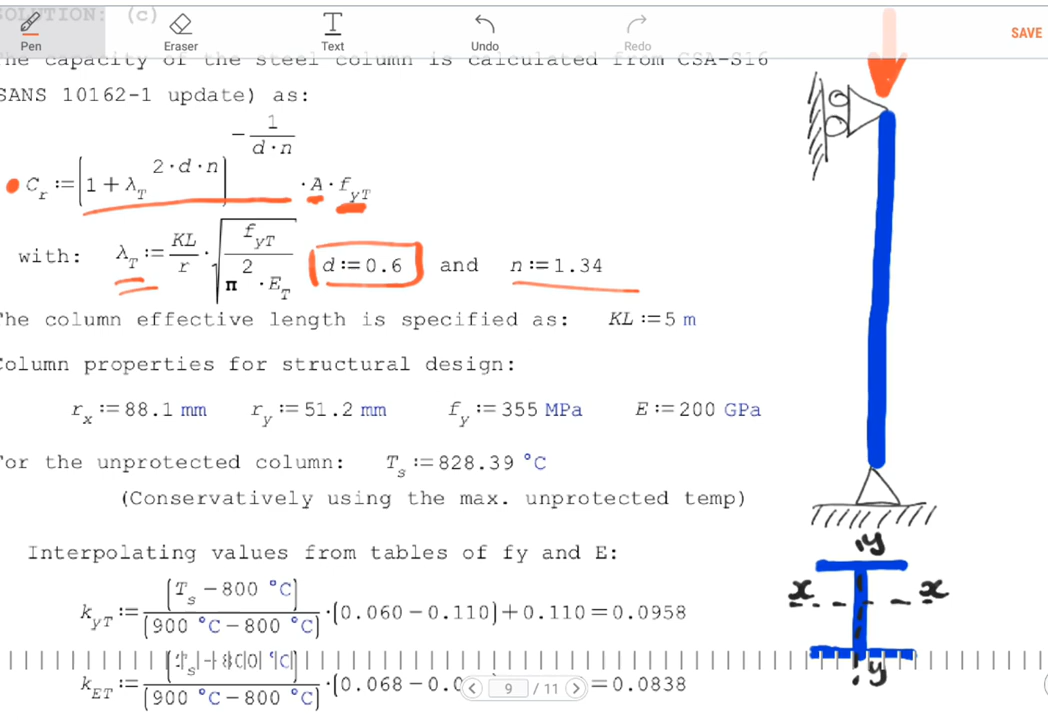 SOLUTION: (c)
Pen Eraser Text Undo Redo SAVE
The capacity of the steel column is calculated from CSA-S16
SANS 10162-1 update) as:
C_r := [1 + λ_T^(2·d·n)]^(-1/(d·n)) · A · f_yT
with: λ_T := KL/r · √(f_yT/(π^2 · E_T)) d := 0.6 and n := 1.34
The column effective length is specified as: KL := 5 m
Column properties for structural design:
r_x := 88.1 mm r_y := 51.2 mm f_y := 355 MPa E := 200 GPa
For the unprotected column: T_s := 828.39 °C
(Conservatively using the max. unprotected temp)
Interpolating values from tables of fy and E:
k_yT := [T_s - 800 °C]/[900 °C - 800 °C] · [0.060 - 0.110] + 0.110 = 0.0958
k_ET := [T_s - 800 °C]/[900 °C - 800 °C] · [0.068 - 0.0 = 0.0838
9 / 11
y
x x
y